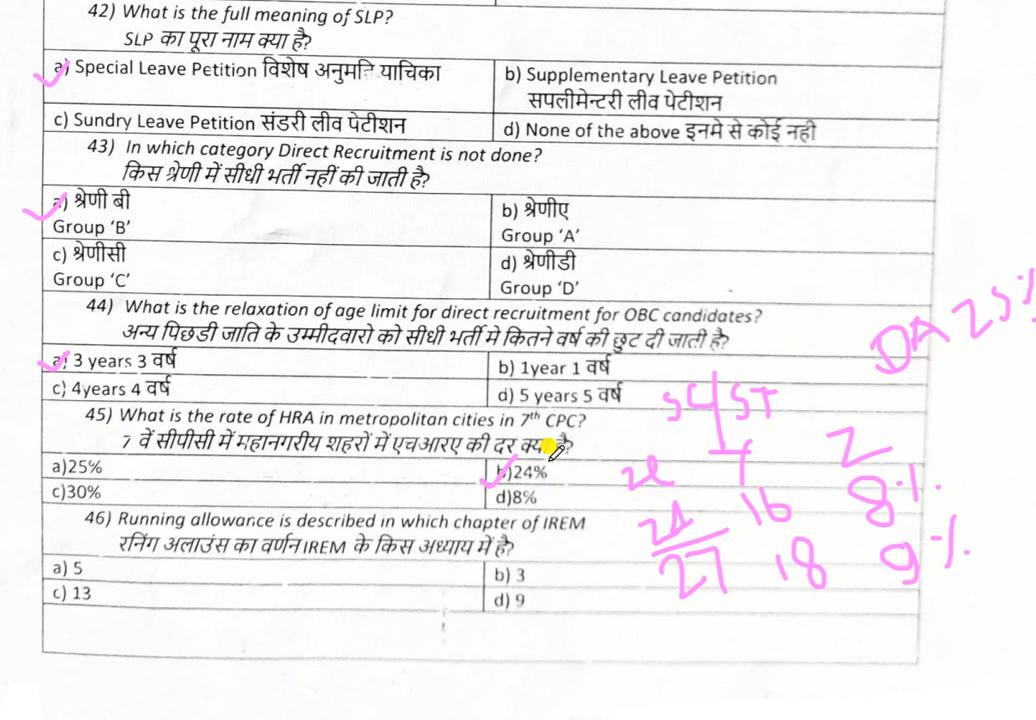 42) What is the full meaning of SLP?
SLP का पूरा नाम क्या है?
a) Special Leave Petition विशेष अनुमति याचिका
b) Supplementary Leave Petition
सपलीमेन्टरी लीव पेटीशन
c) Sundry Leave Petition संडरी लीव पेटीशन
d) None of the above इनमे से कोई नही
43) In which category Direct Recruitment is not done?
किस श्रेणी में सीधी भर्ती नहीं की जाती है?
a) श्रेणी बी
Group ‘B’
b) श्रेणीए
Group ‘A’
c) श्रेणीसी
Group ‘C’
d) श्रेणीडी
Group ‘D’
44) What is the relaxation of age limit for direct recruitment for OBC candidates?
अन्य पिछडी जाति के उम्मीदवारो को सीधी भर्ती मे कितने वर्ष की छुट दी जाती है?
DA 25%
a) 3 years 3 वर्ष
b) 1year 1 वर्ष
c) 4years 4 वर्ष
d) 5 years 5 वर्ष
SC ST
45) What is the rate of HRA in metropolitan cities in 7th CPC?
7 वें सीपीसी में महानगरीय शहरों में एचआरए की दर क्या है?
a)25%
b)24%
c)30%
d)8%
Y Z
24 16 8%
27 18 9%
46) Running allowance is described in which chapter of IREM
रनिंग अलाउंस का वर्णन IREM के किस अध्याय में है?
a) 5
b) 3
c) 13
d) 9